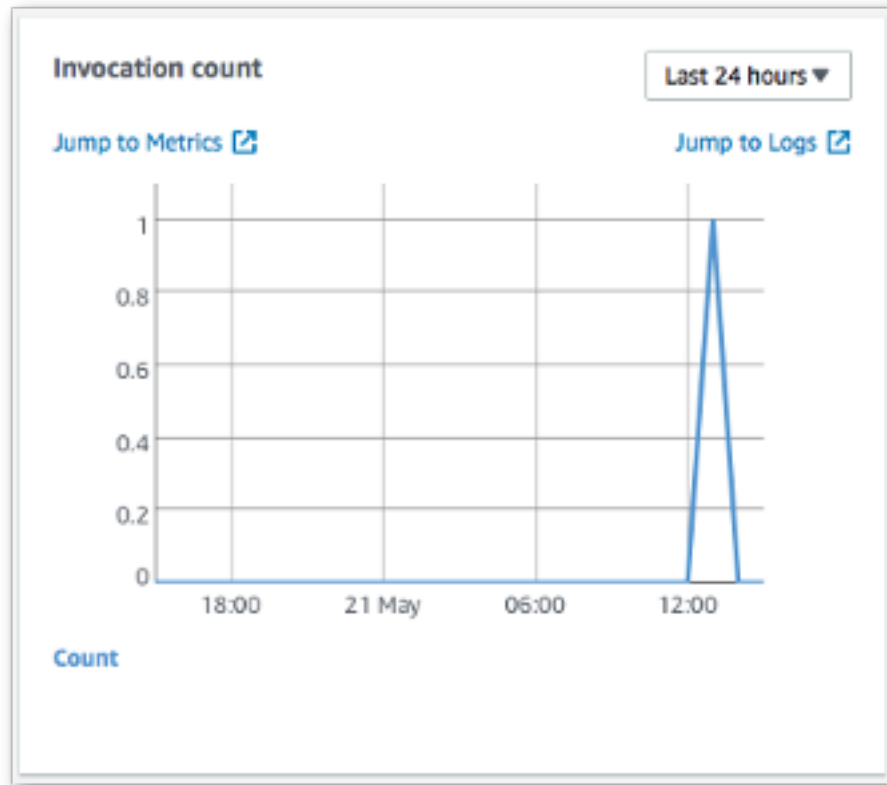 Invocation count
Last 24 hours
Jump to Metrics
Jump to Logs
1
0.8
0.6
0.4
0.2
0
18:00
21 May
06:00
12:00
Count